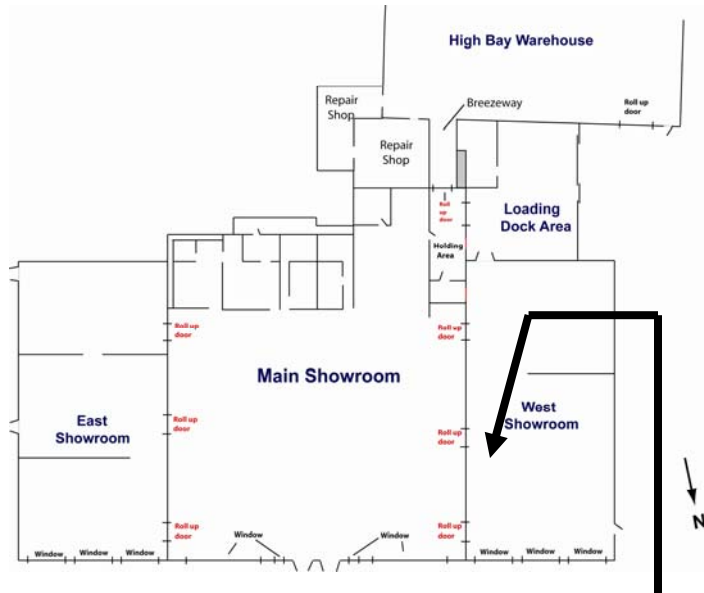 High Bay Warehouse
Repair
Shop
Breezeway
Roll up
door
Repair
Shop
Roll
up
door
Loading
Dock Area
Holding
Area
Roll up
door
Roll up
door
Main Showroom
East
Showroom
West
Showroom
Roll up
door
Roll up
door
N
Roll up
door
Window
Window
Roll up
door
Window
Window
Window
Window
Window
Window